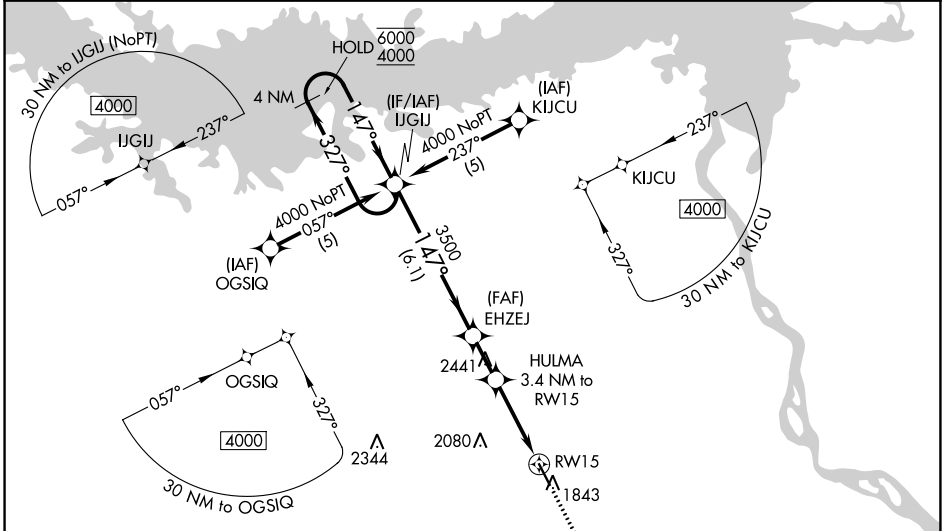 30 NM to IJGIJ (NoPT)
4000
IJGIJ
237°
057°
HOLD 6000
4000
4 NM
147°
327°
(IF/IAF)
IJGIJ
(IAF)
KIJCU
4000 NoPT
237°
(5)
4000 NoPT
057°
(5)
(IAF)
OGSIQ
3500
147°
(6.1)
237°
KIJCU
4000
327°
30 NM to KIJCU
(FAF)
EHZEJ
2441
HULMA
3.4 NM to
RW15
057°
OGSIQ
327°
4000
30 NM to OGSIQ
2344
2080
RW15
1843